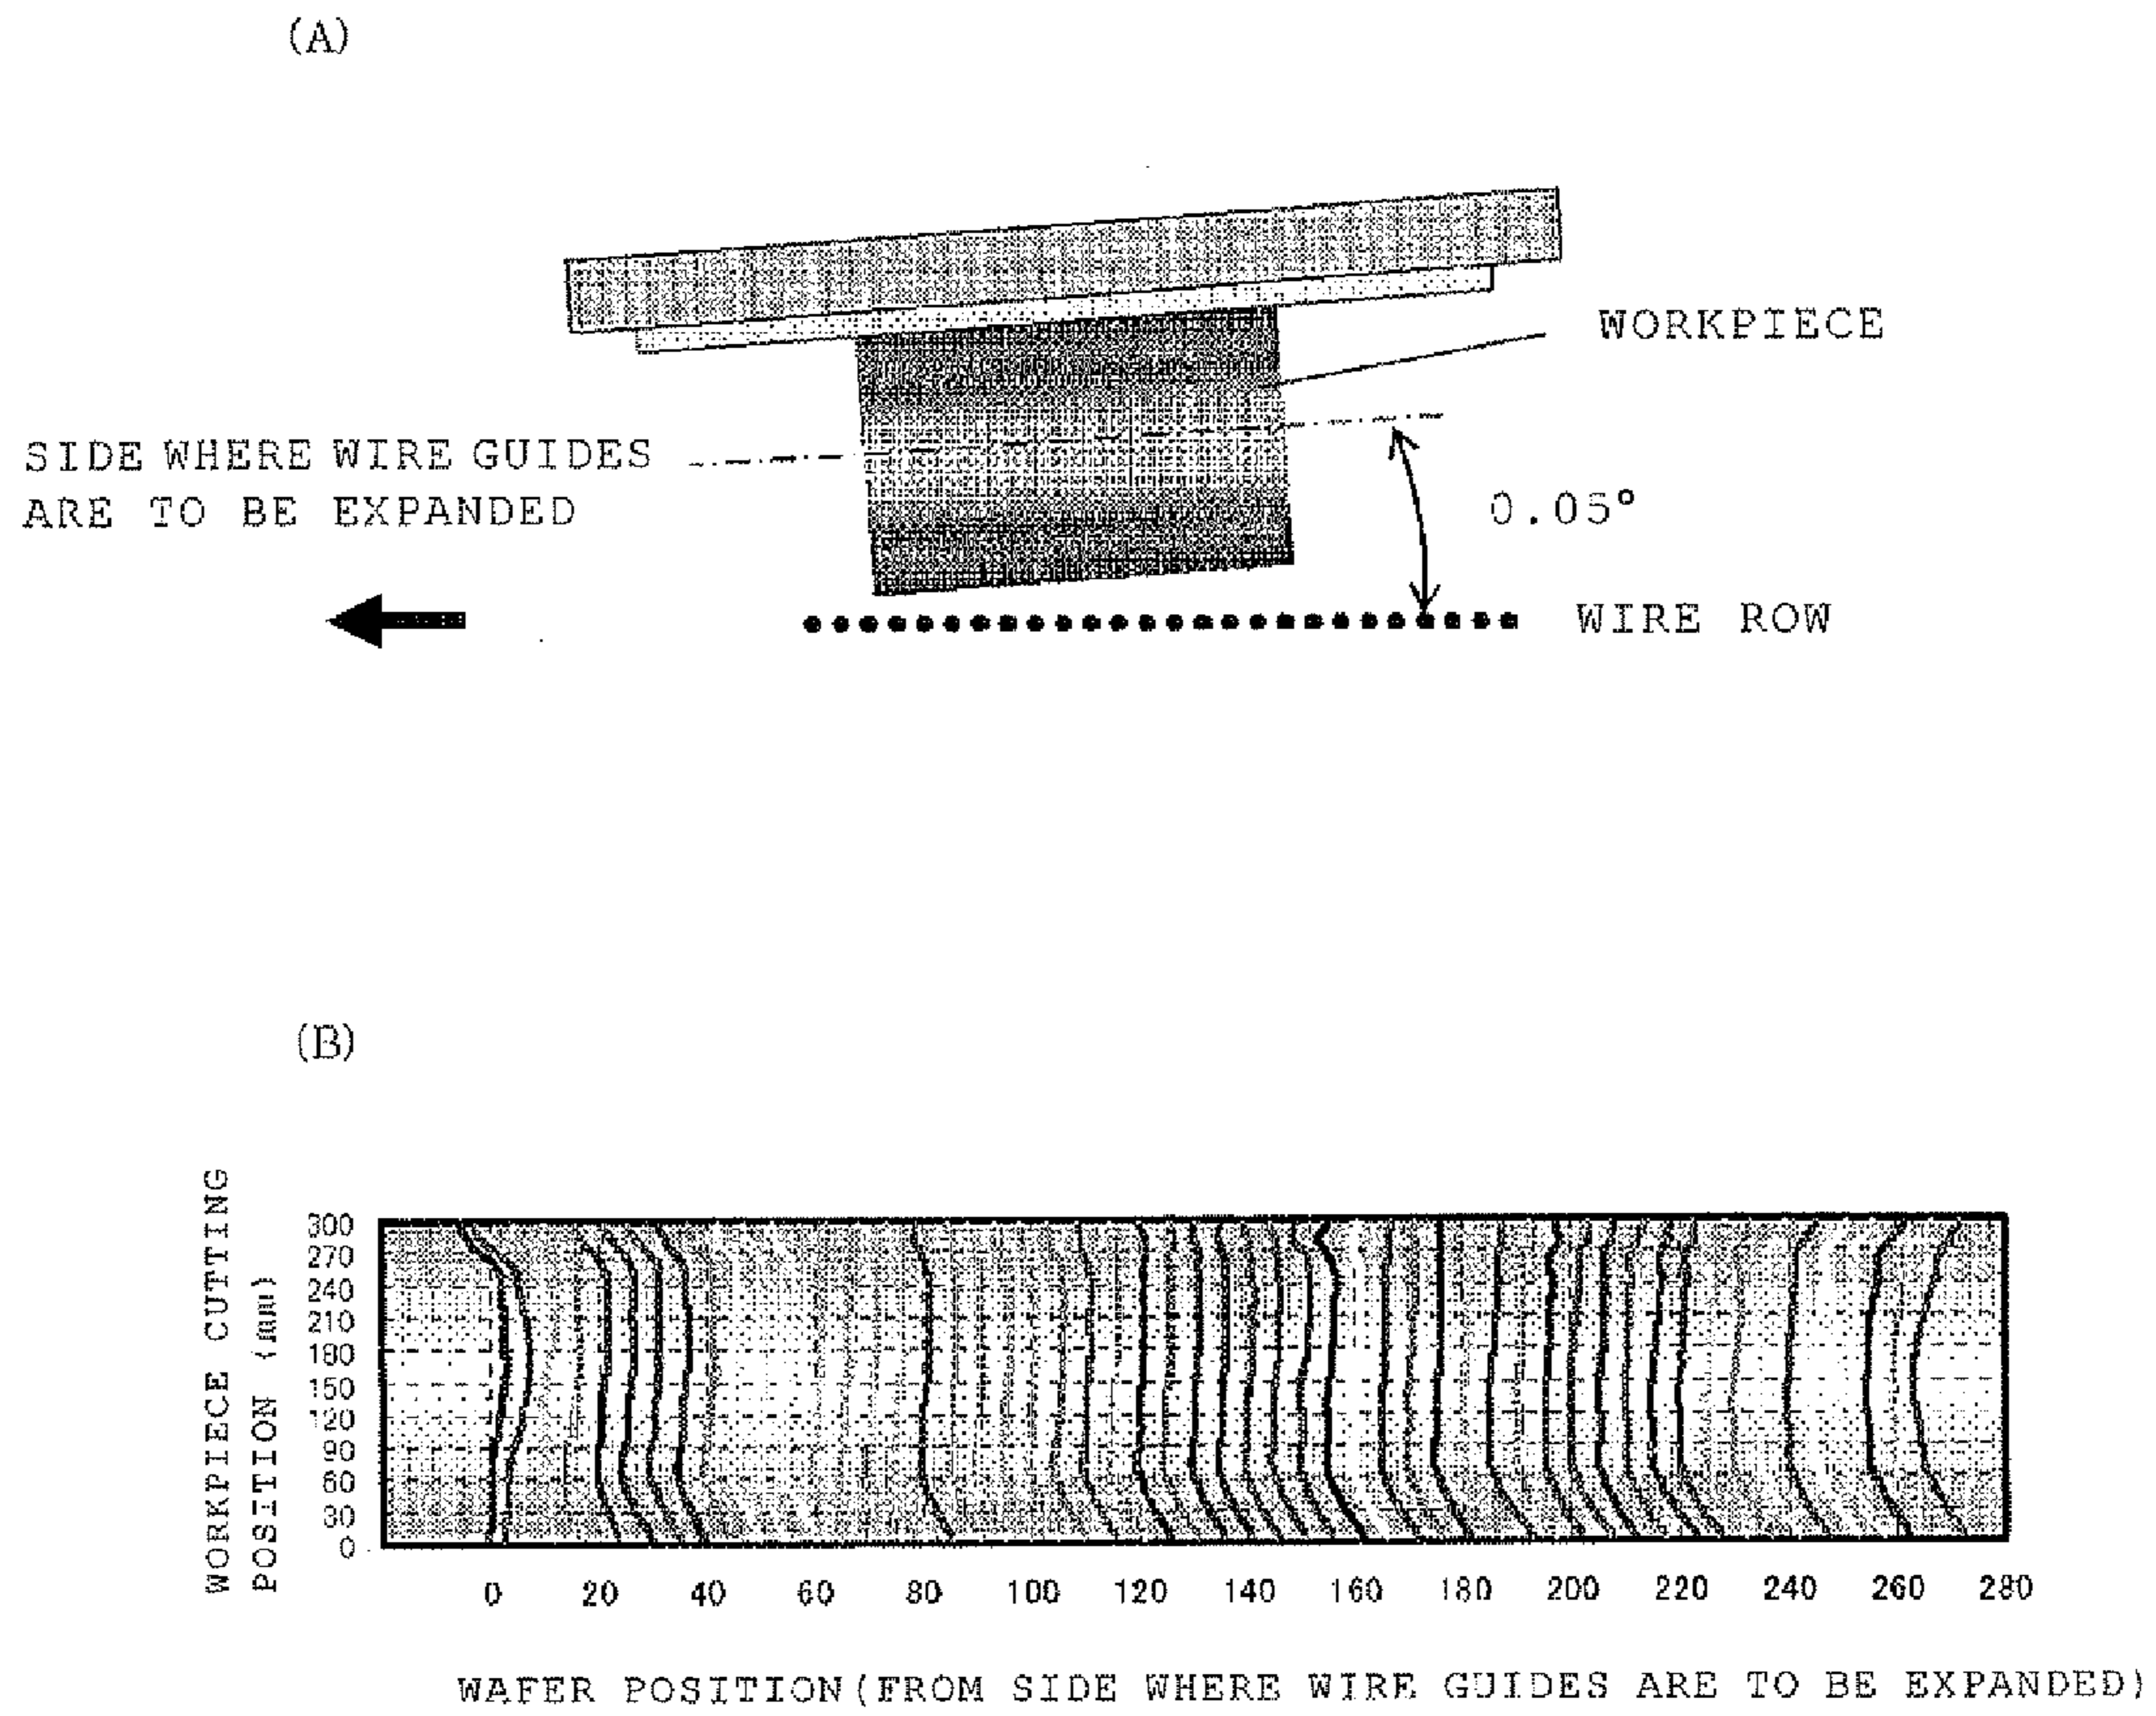 (A)
WORKPIECE
SIDE WHERE WIRE GUIDES
ARE TO BE EXPANDED
0.05°
WIRE ROW
(B)
WORKPIECE CUTTING
POSITION (mm)
300
270
240
210
180
150
120
90
60
30
0
0 20 40 60 80 100 120 140 160 180 200 220 240 260 280
WAFER POSITION (FROM SIDE WHERE WIRE GUIDES ARE TO BE EXPANDED)